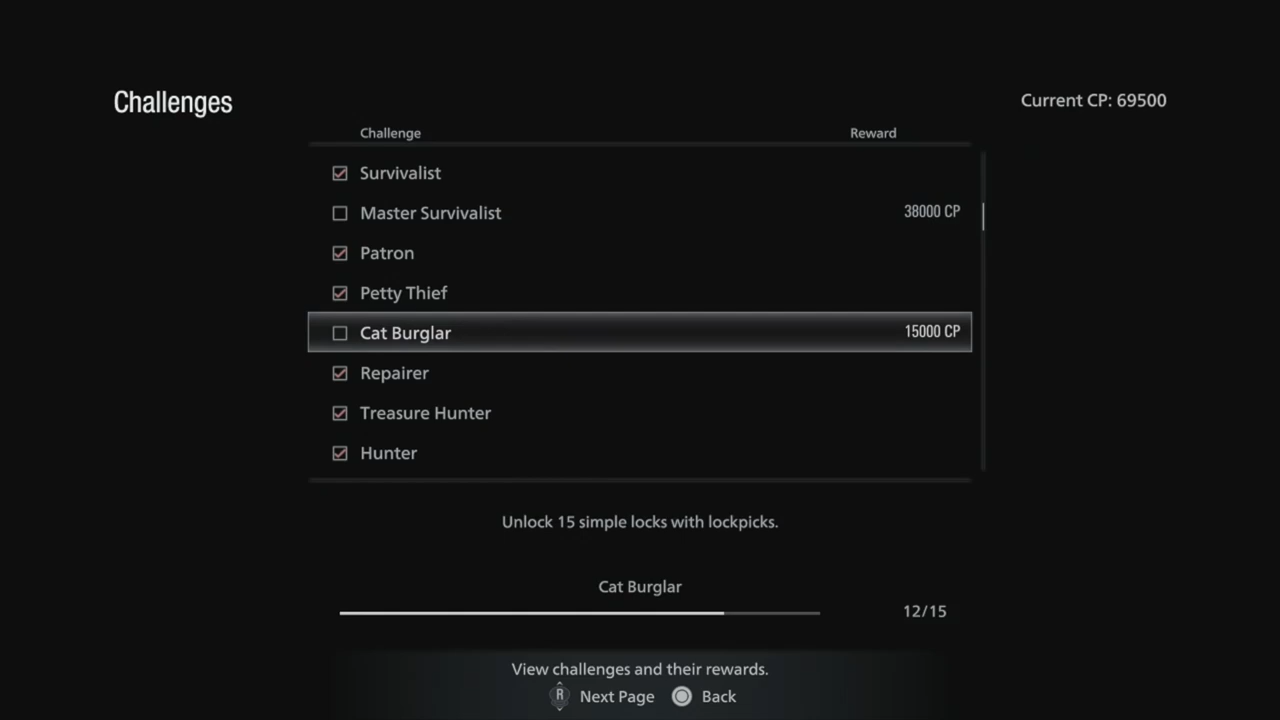 Challenges
Current CP: 69500
Challenge Reward
Survivalist
Master Survivalist 38000 CP
Patron
Petty Thief
Cat Burglar 15000 CP
Repairer
Treasure Hunter
Hunter
Unlock 15 simple locks with lockpicks.
Cat Burglar
12/15
View challenges and their rewards.
R Next Page Back